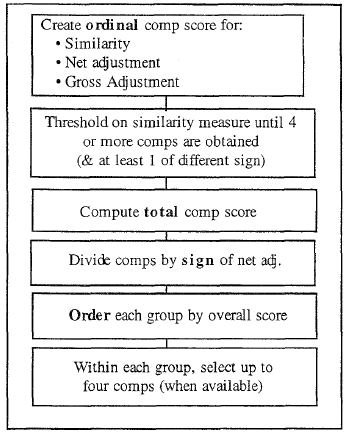 Create ordinal comp score for:
• Similarity
• Net adjustment
• Gross Adjustment
Threshold on similarity measure until 4
or more comps are obtained
(& at least 1 of different sign)
Compute total comp score
Divide comps by sign of net adj.
Order each group by overall score
Within each group, select up to
four comps (when available)